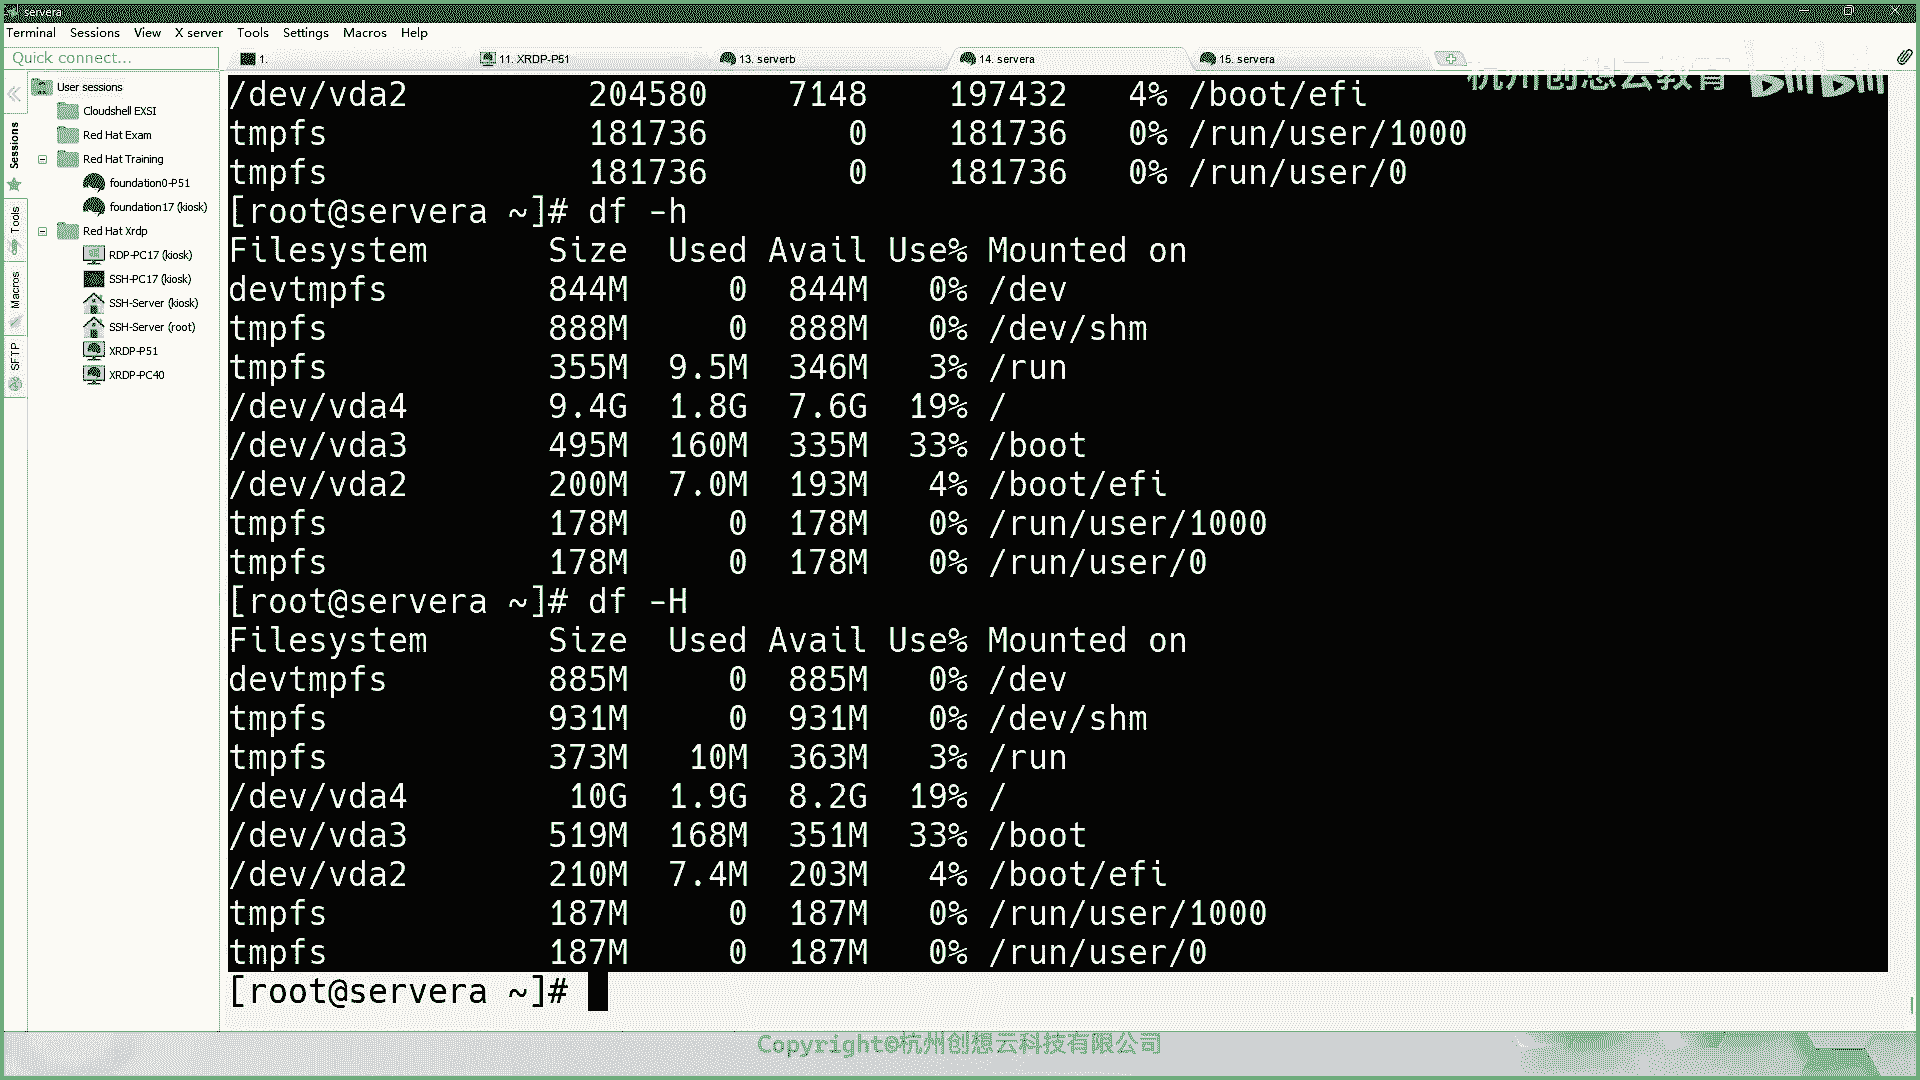 servera
Terminal Sessions View X server Tools Settings Macros Help
Quick connect...
1.
11. XRDP-P51
13. serverb
14. servera
15. servera
杭州创想云教育 bilibili
Sessions
Tools
Macros
SFTP
User sessions
Cloudshell EXSI
Red Hat Exam
Red Hat Training
foundation0-P51
foundation17 (kiosk)
Red Hat Xrdp
RDP-PC17 (kiosk)
SSH-PC17 (kiosk)
SSH-Server (kiosk)
SSH-Server (root)
XRDP-P51
XRDP-PC40
/dev/vda2 204580 7148 197432 4% /boot/efi
tmpfs 181736 0 181736 0% /run/user/1000
tmpfs 181736 0 181736 0% /run/user/0
[root@servera ~]# df -h
Filesystem Size Used Avail Use% Mounted on
devtmpfs 844M 0 844M 0% /dev
tmpfs 888M 0 888M 0% /dev/shm
tmpfs 355M 9.5M 346M 3% /run
/dev/vda4 9.4G 1.8G 7.6G 19% /
/dev/vda3 495M 160M 335M 33% /boot
/dev/vda2 200M 7.0M 193M 4% /boot/efi
tmpfs 178M 0 178M 0% /run/user/1000
tmpfs 178M 0 178M 0% /run/user/0
[root@servera ~]# df -H
Filesystem Size Used Avail Use% Mounted on
devtmpfs 885M 0 885M 0% /dev
tmpfs 931M 0 931M 0% /dev/shm
tmpfs 373M 10M 363M 3% /run
/dev/vda4 10G 1.9G 8.2G 19% /
/dev/vda3 519M 168M 351M 33% /boot
/dev/vda2 210M 7.4M 203M 4% /boot/efi
tmpfs 187M 0 187M 0% /run/user/1000
tmpfs 187M 0 187M 0% /run/user/0
[root@servera ~]#
Copyright©杭州创想云科技有限公司